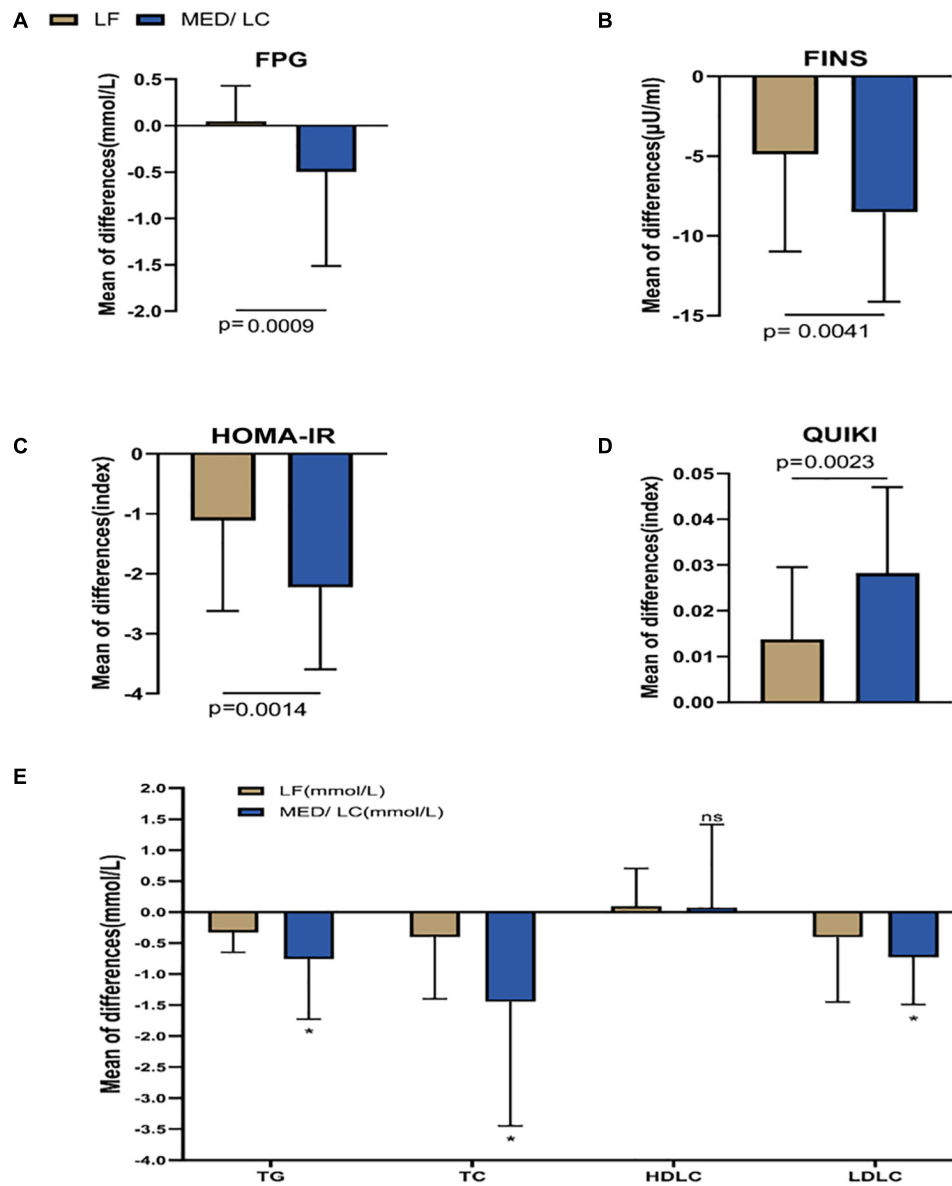 A
LF MED/ LC
FPG
Mean of differences(mmol/L)
0.5
0.0
-0.5
-1.0
-1.5
-2.0
p= 0.0009
B
FINS
Mean of differences(µU/ml)
0
-5
-10
-15
p= 0.0041
C
HOMA-IR
Mean of differences(index)
0
-1
-2
-3
-4
p=0.0014
D
QUIKI
p=0.0023
Mean of differences(index)
0.05
0.04
0.03
0.02
0.01
0.00
E
LF(mmol/L)
MED/ LC(mmol/L)
Mean of differences(mmol/L)
2.0
1.5
1.0
0.5
0.0
-0.5
-1.0
-1.5
-2.0
-2.5
-3.0
-3.5
-4.0
ns
*
*
*
TG TC HDLC LDLC